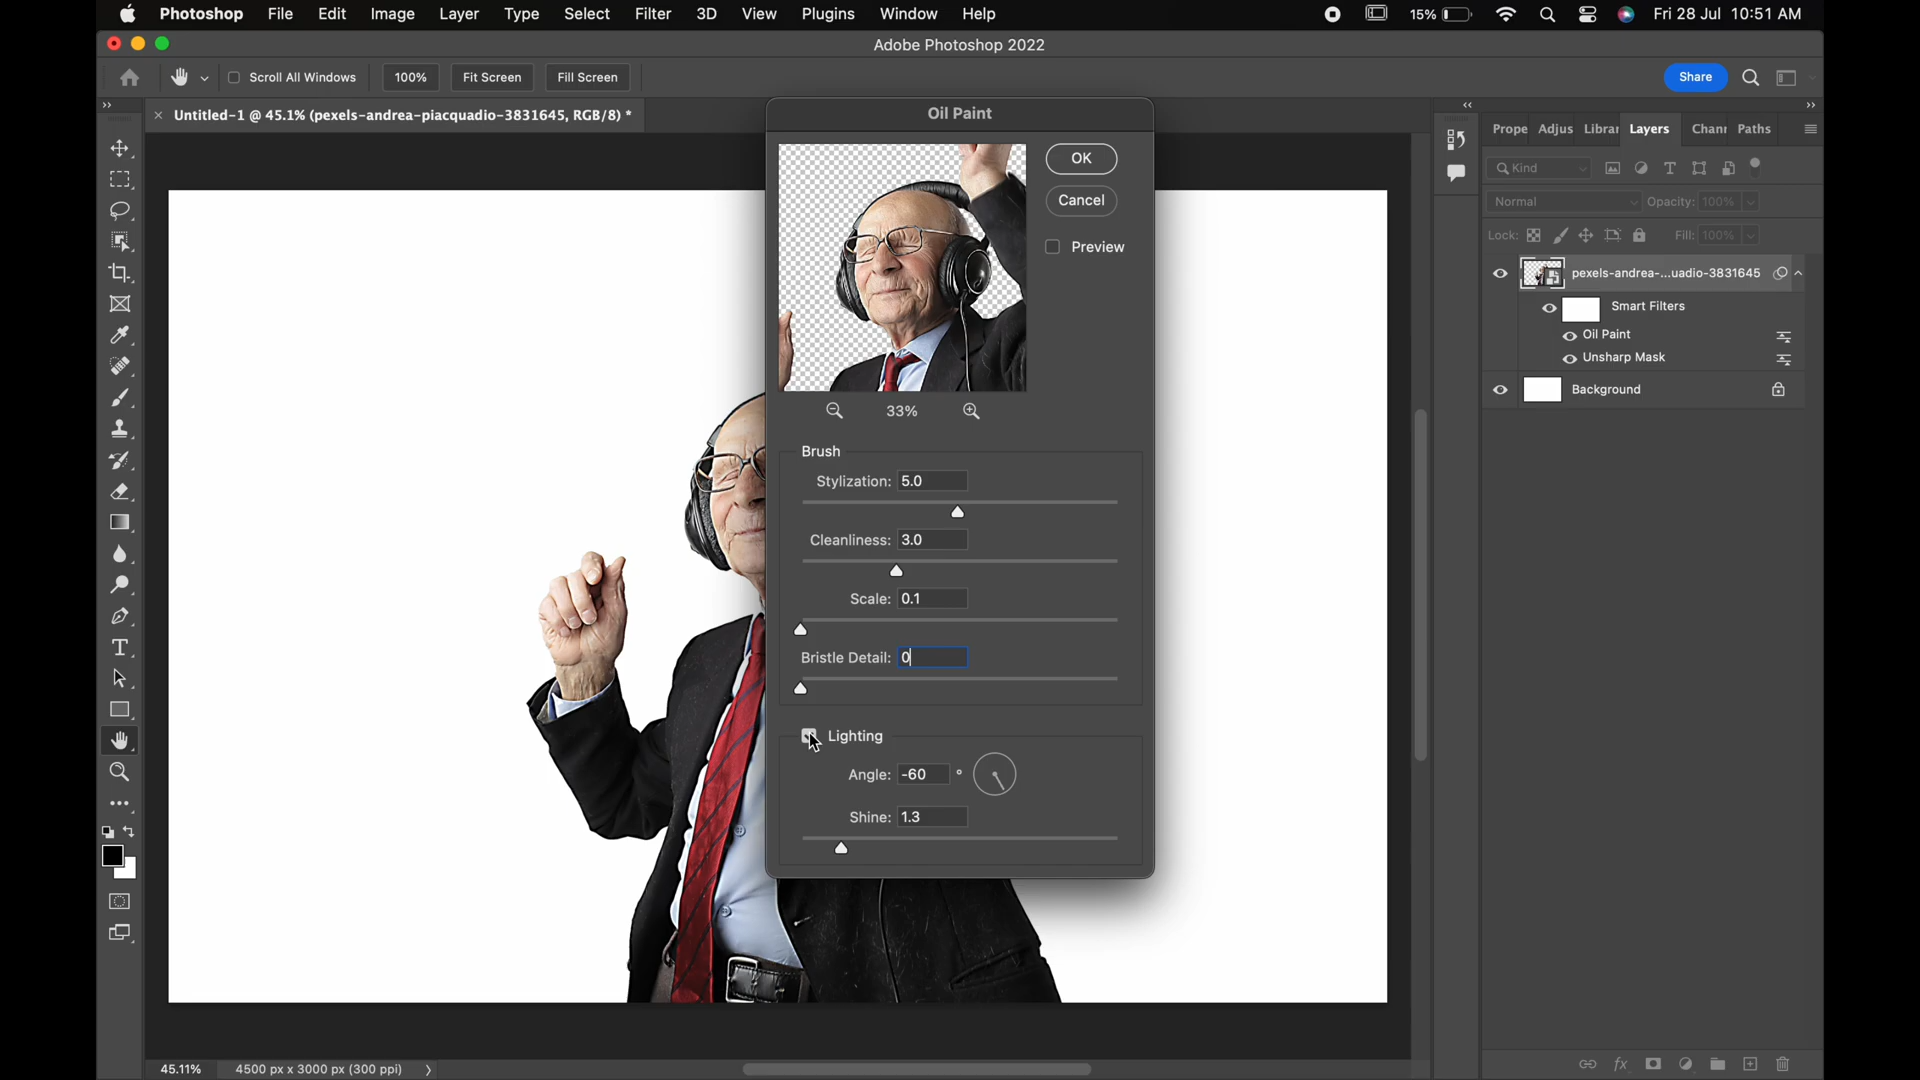 Photoshop File Edit Image Layer Type Select Filter 3D View Plugins Window Help 15% Fri 28 Jul 10:51 AM
Adobe Photoshop 2022
Scroll All Windows 100% Fit Screen Fill Screen Share
Untitled-1 @ 45.1% (pexels-andrea-piacquadio-3831645, RGB/8) *
Oil Paint
OK
Cancel
Preview
33%
Brush
Stylization: 5.0
Cleanliness: 3.0
Scale: 0.1
Bristle Detail: 0
Lighting
Angle: -60 °
Shine: 1.3
Prope Adjus Librar Layers Chann Paths
Kind
Normal Opacity: 100%
Lock: Fill: 100%
pexels-andrea-...uadio-3831645
Smart Filters
Oil Paint
Unsharp Mask
Background
45.11% 4500 px x 3000 px (300 ppi)